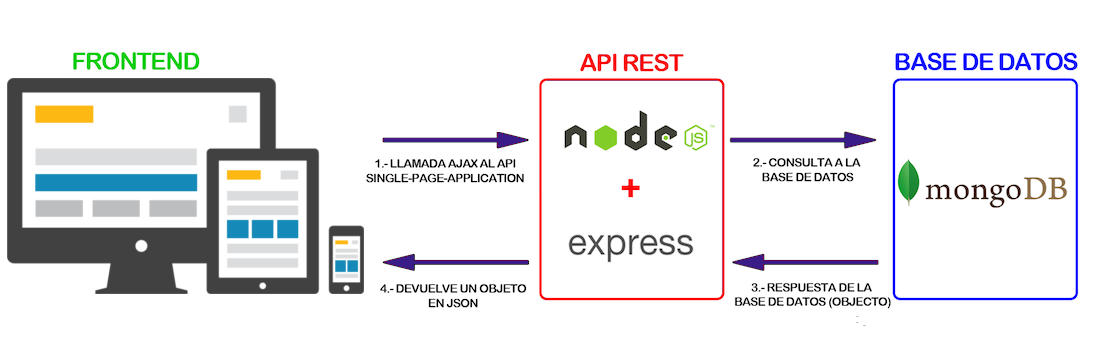 FRONTEND
API REST
BASE DE DATOS
node
JS
™
1.- LLAMADA AJAX AL API
SINGLE-PAGE-APPLICATION
2.- CONSULTA A LA
BASE DE DATOS
+
mongoDB
express
4.- DEVUELVE UN OBJETO
EN JSON
3.- RESPUESTA DE LA
BASE DE DATOS (OBJECTO)